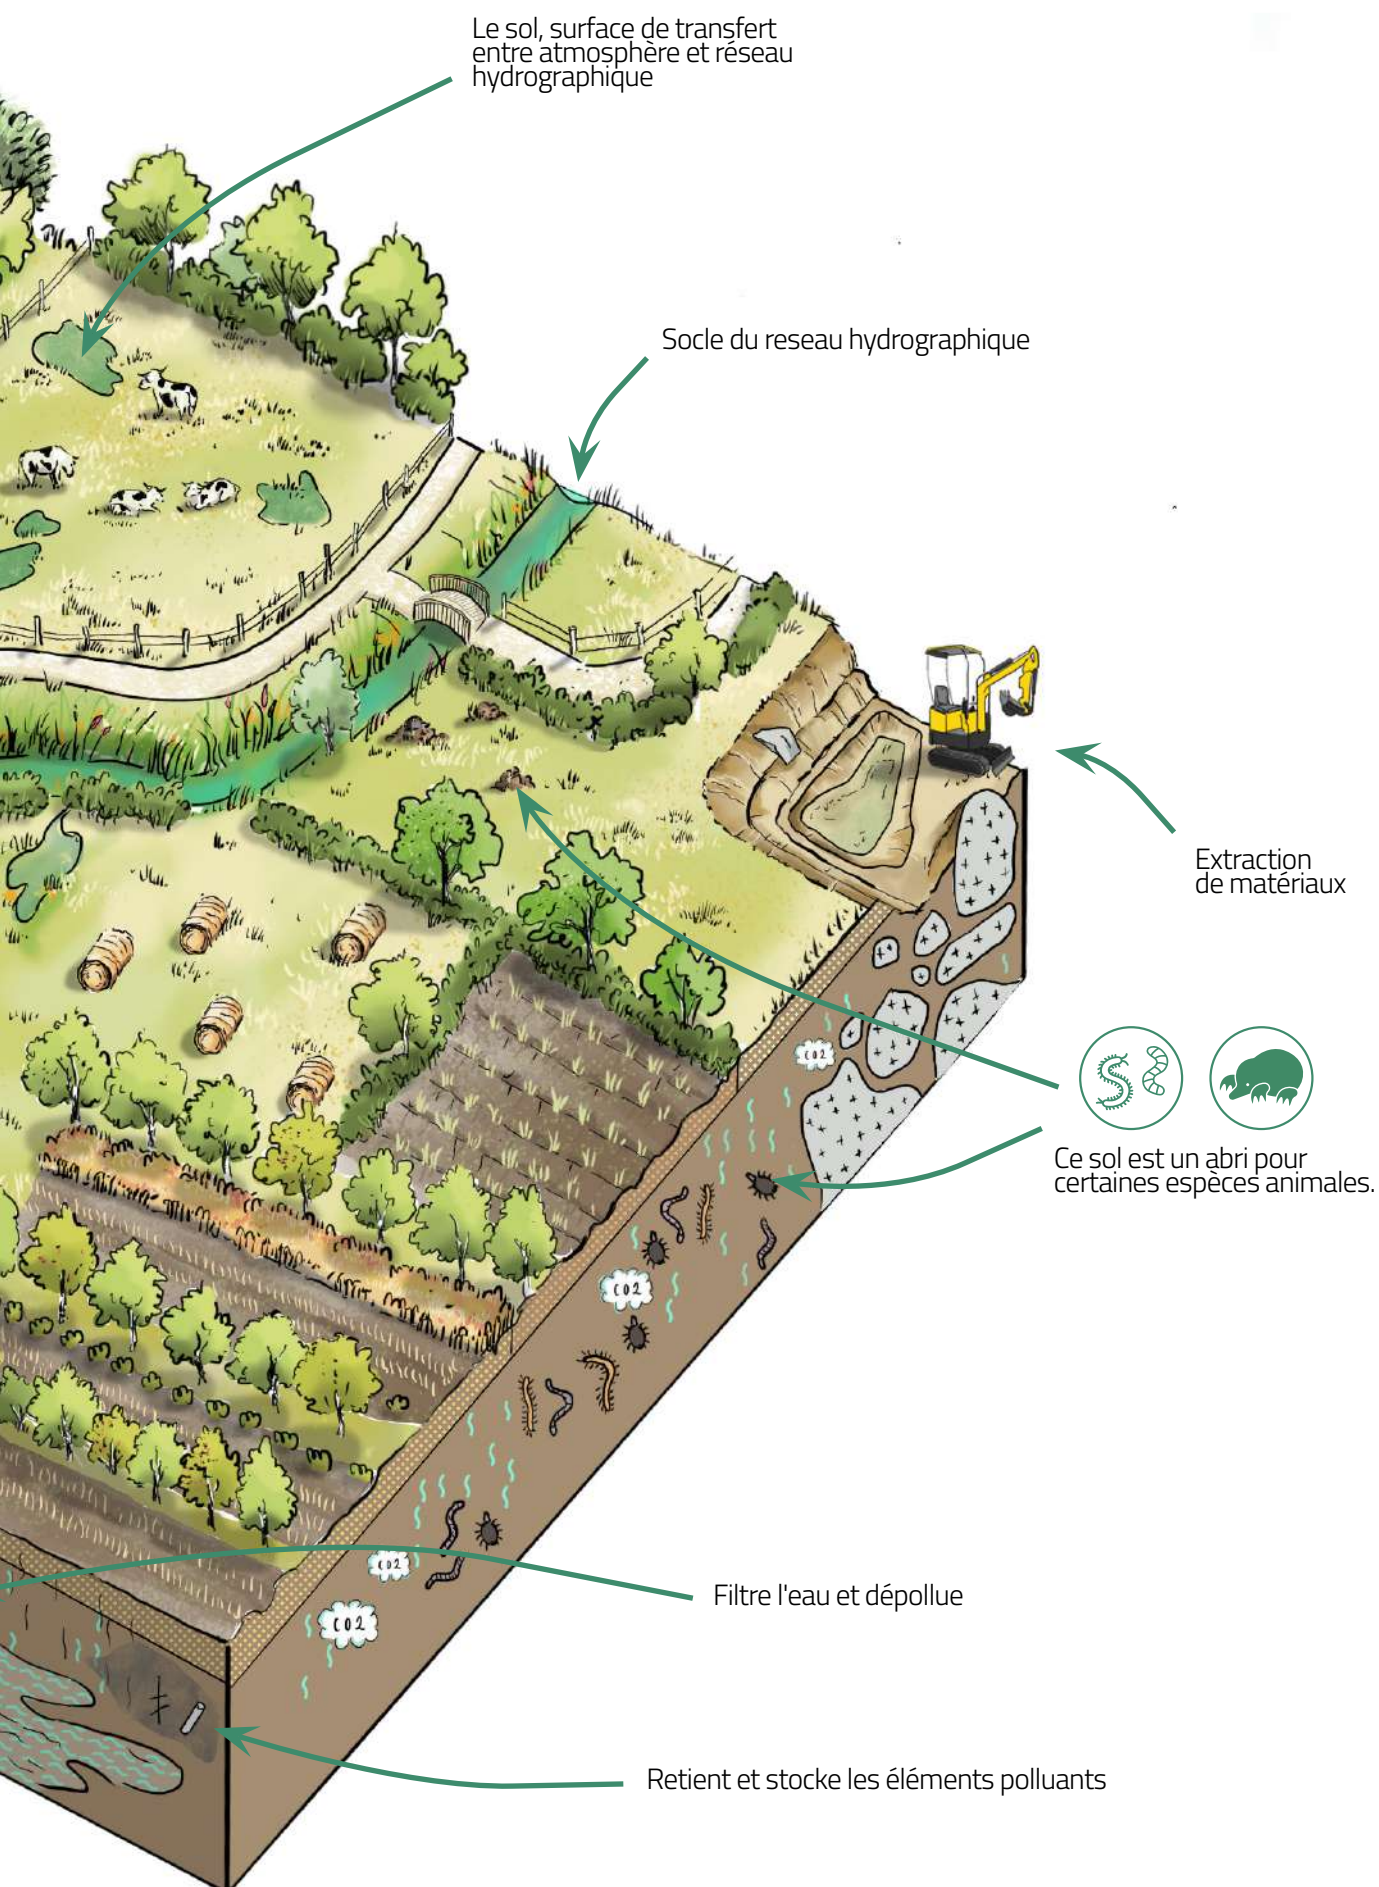 Le sol, surface de transfert
entre atmosphère et réseau
hydrographique
Socle du reseau hydrographique
Extraction
de matériaux
CO2
Ce sol est un abri pour
certaines espèces animales.
CO2
CO2
Filtre l'eau et dépollue
CO2
Retient et stocke les éléments polluants